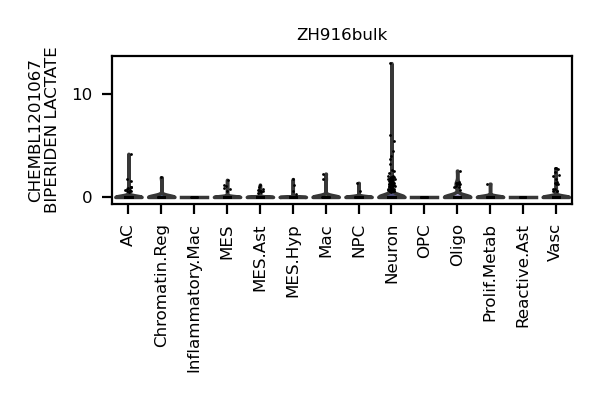 ZH916bulk
CHEMBL1201067
BIPERIDEN LACTATE
10
0
AC
Chromatin.Reg
Inflammatory.Mac
MES
MES.Ast
MES.Hyp
Mac
NPC
Neuron
OPC
Oligo
Prolif.Metab
Reactive.Ast
Vasc